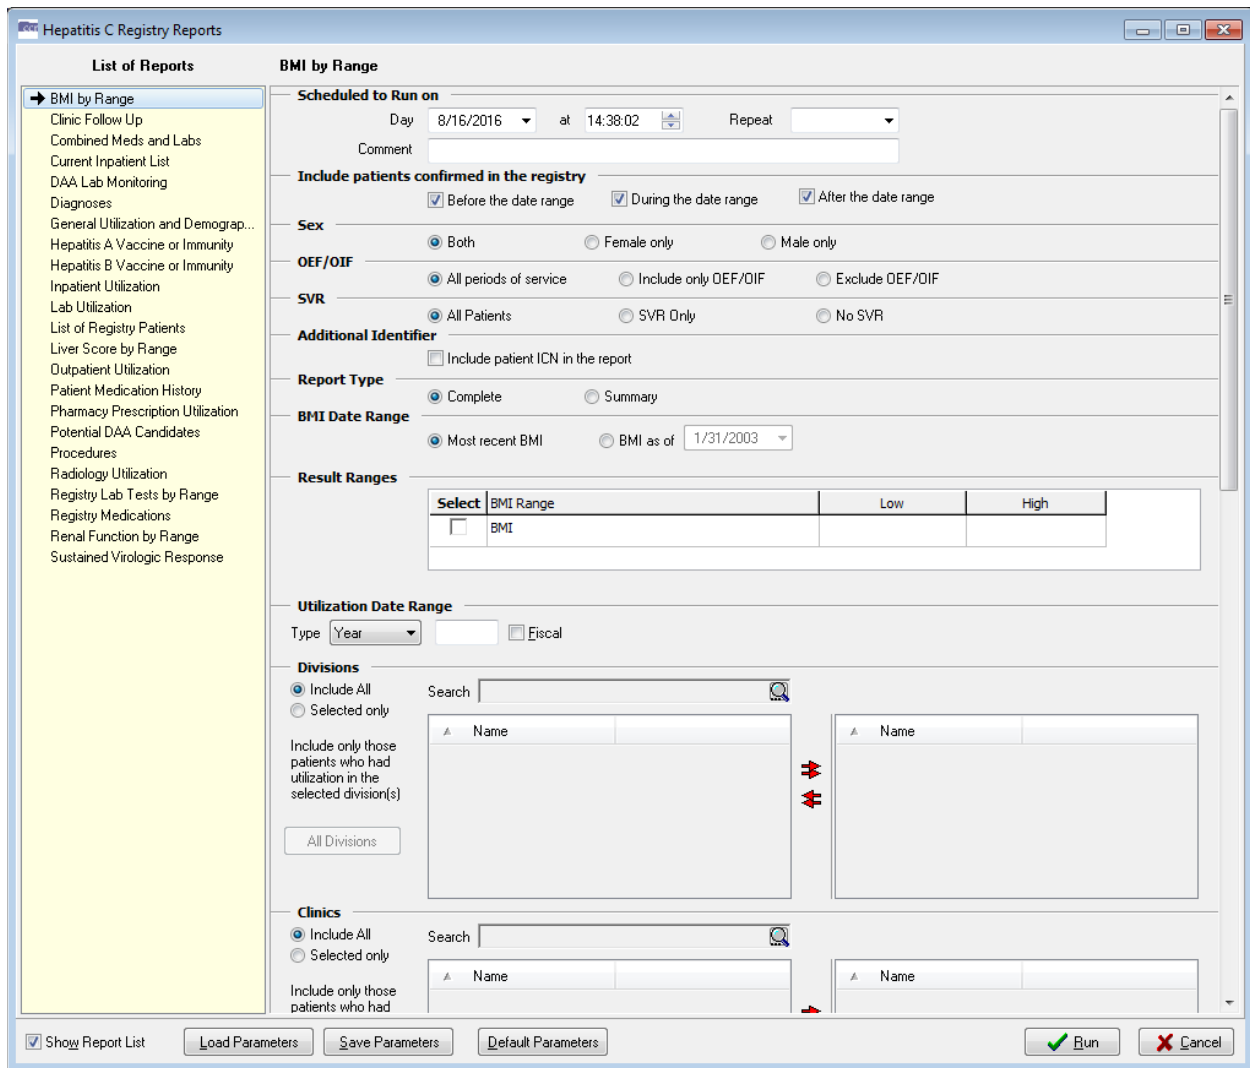 CCR Hepatitis C Registry Reports
List of Reports
BMI by Range
BMI by Range
Clinic Follow Up
Combined Meds and Labs
Current Inpatient List
DAA Lab Monitoring
Diagnoses
General Utilization and Demograp...
Hepatitis A Vaccine or Immunity
Hepatitis B Vaccine or Immunity
Inpatient Utilization
Lab Utilization
List of Registry Patients
Liver Score by Range
Outpatient Utilization
Patient Medication History
Pharmacy Prescription Utilization
Potential DAA Candidates
Procedures
Radiology Utilization
Registry Lab Tests by Range
Registry Medications
Renal Function by Range
Sustained Virologic Response
Scheduled to Run on
Day 8/16/2016 at 14:38:02 Repeat
Comment
Include patients confirmed in the registry
Before the date range During the date range After the date range
Sex
Both Female only Male only
OEF/OIF
All periods of service Include only OEF/OIF Exclude OEF/OIF
SVR
All Patients SVR Only No SVR
Additional Identifier
Include patient ICN in the report
Report Type
Complete Summary
BMI Date Range
Most recent BMI BMI as of 1/31/2003
Result Ranges
Select BMI Range Low High
BMI
Utilization Date Range
Type Year Fiscal
Divisions
Include All Search
Selected only
Name Name
Include only those
patients who had
utilization in the
selected division(s)
All Divisions
Clinics
Include All Search
Selected only
Name Name
Include only those
patients who had
Show Report List Load Parameters Save Parameters Default Parameters Run Cancel